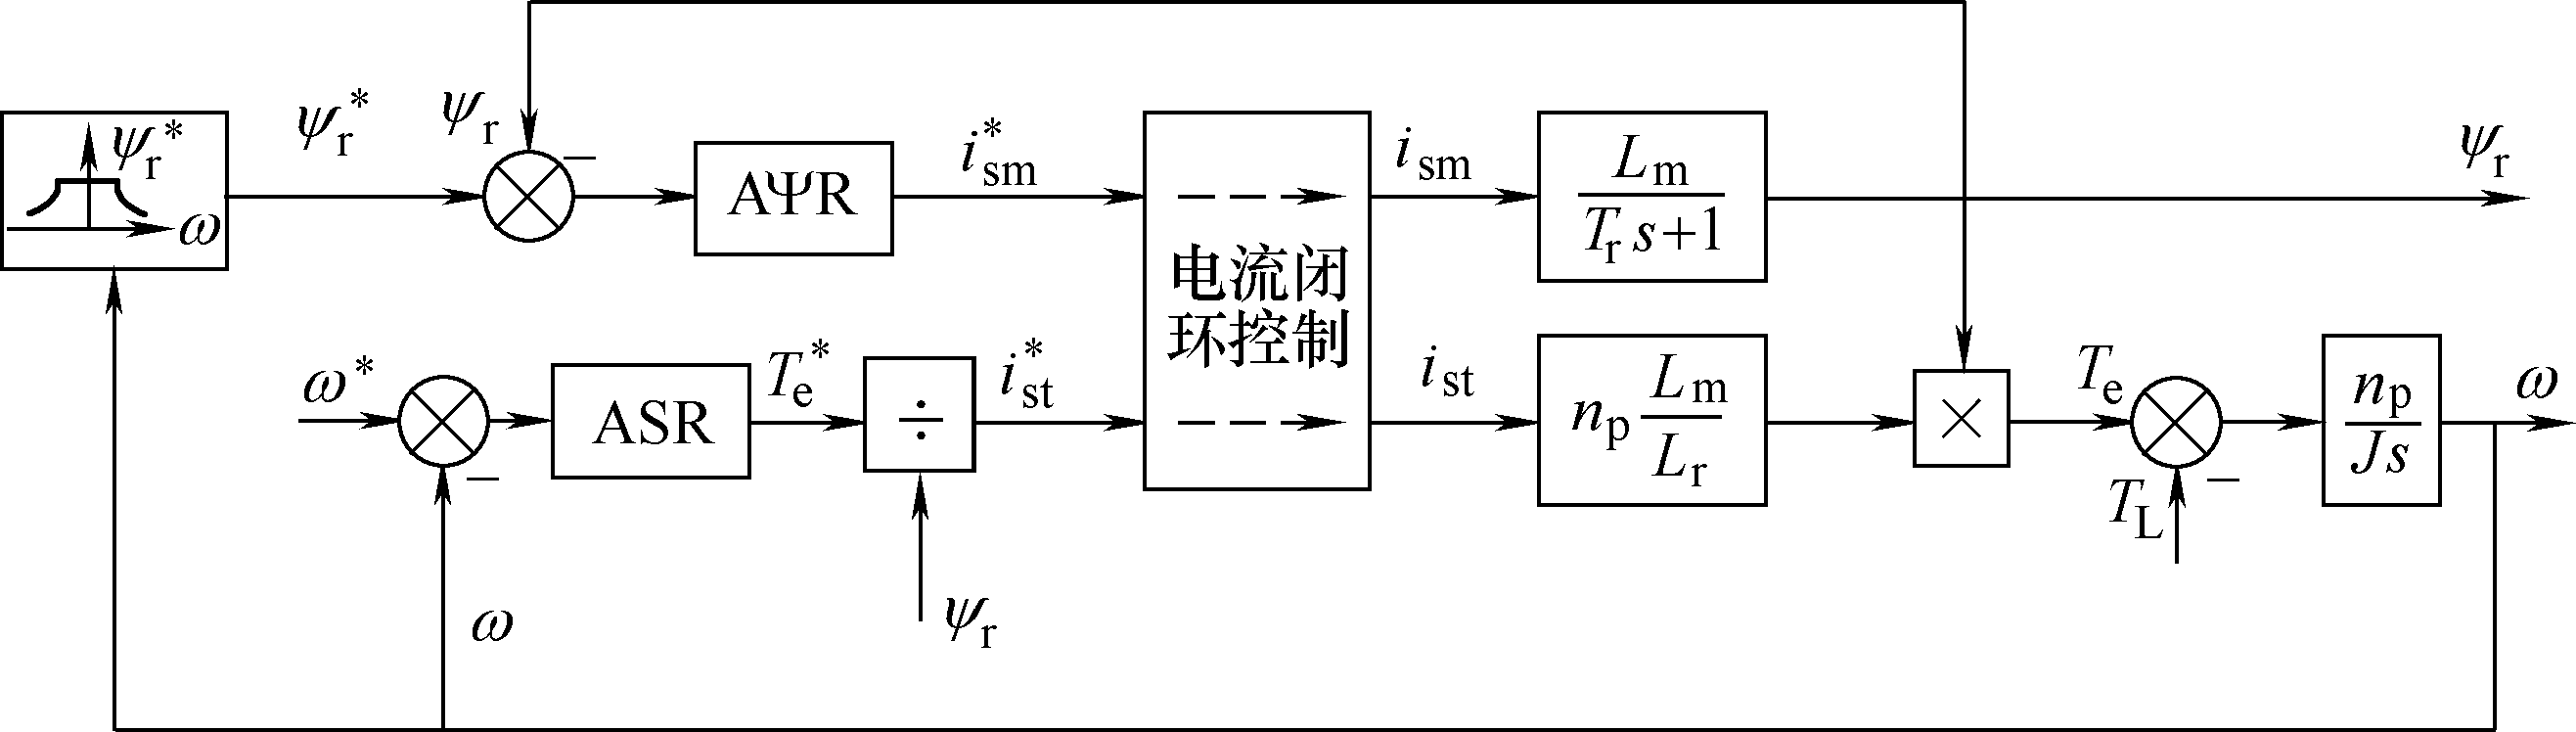 ψr*
ω
ψr*
ψr
−
AΨR
i*sm
电流闭
环控制
ism
Lm
Trs+1
ψr
ω*
−
ω
ASR
Te*
÷
ψr
i*st
ist
np Lm
Lr
×
Te
TL
−
np
Js
ω